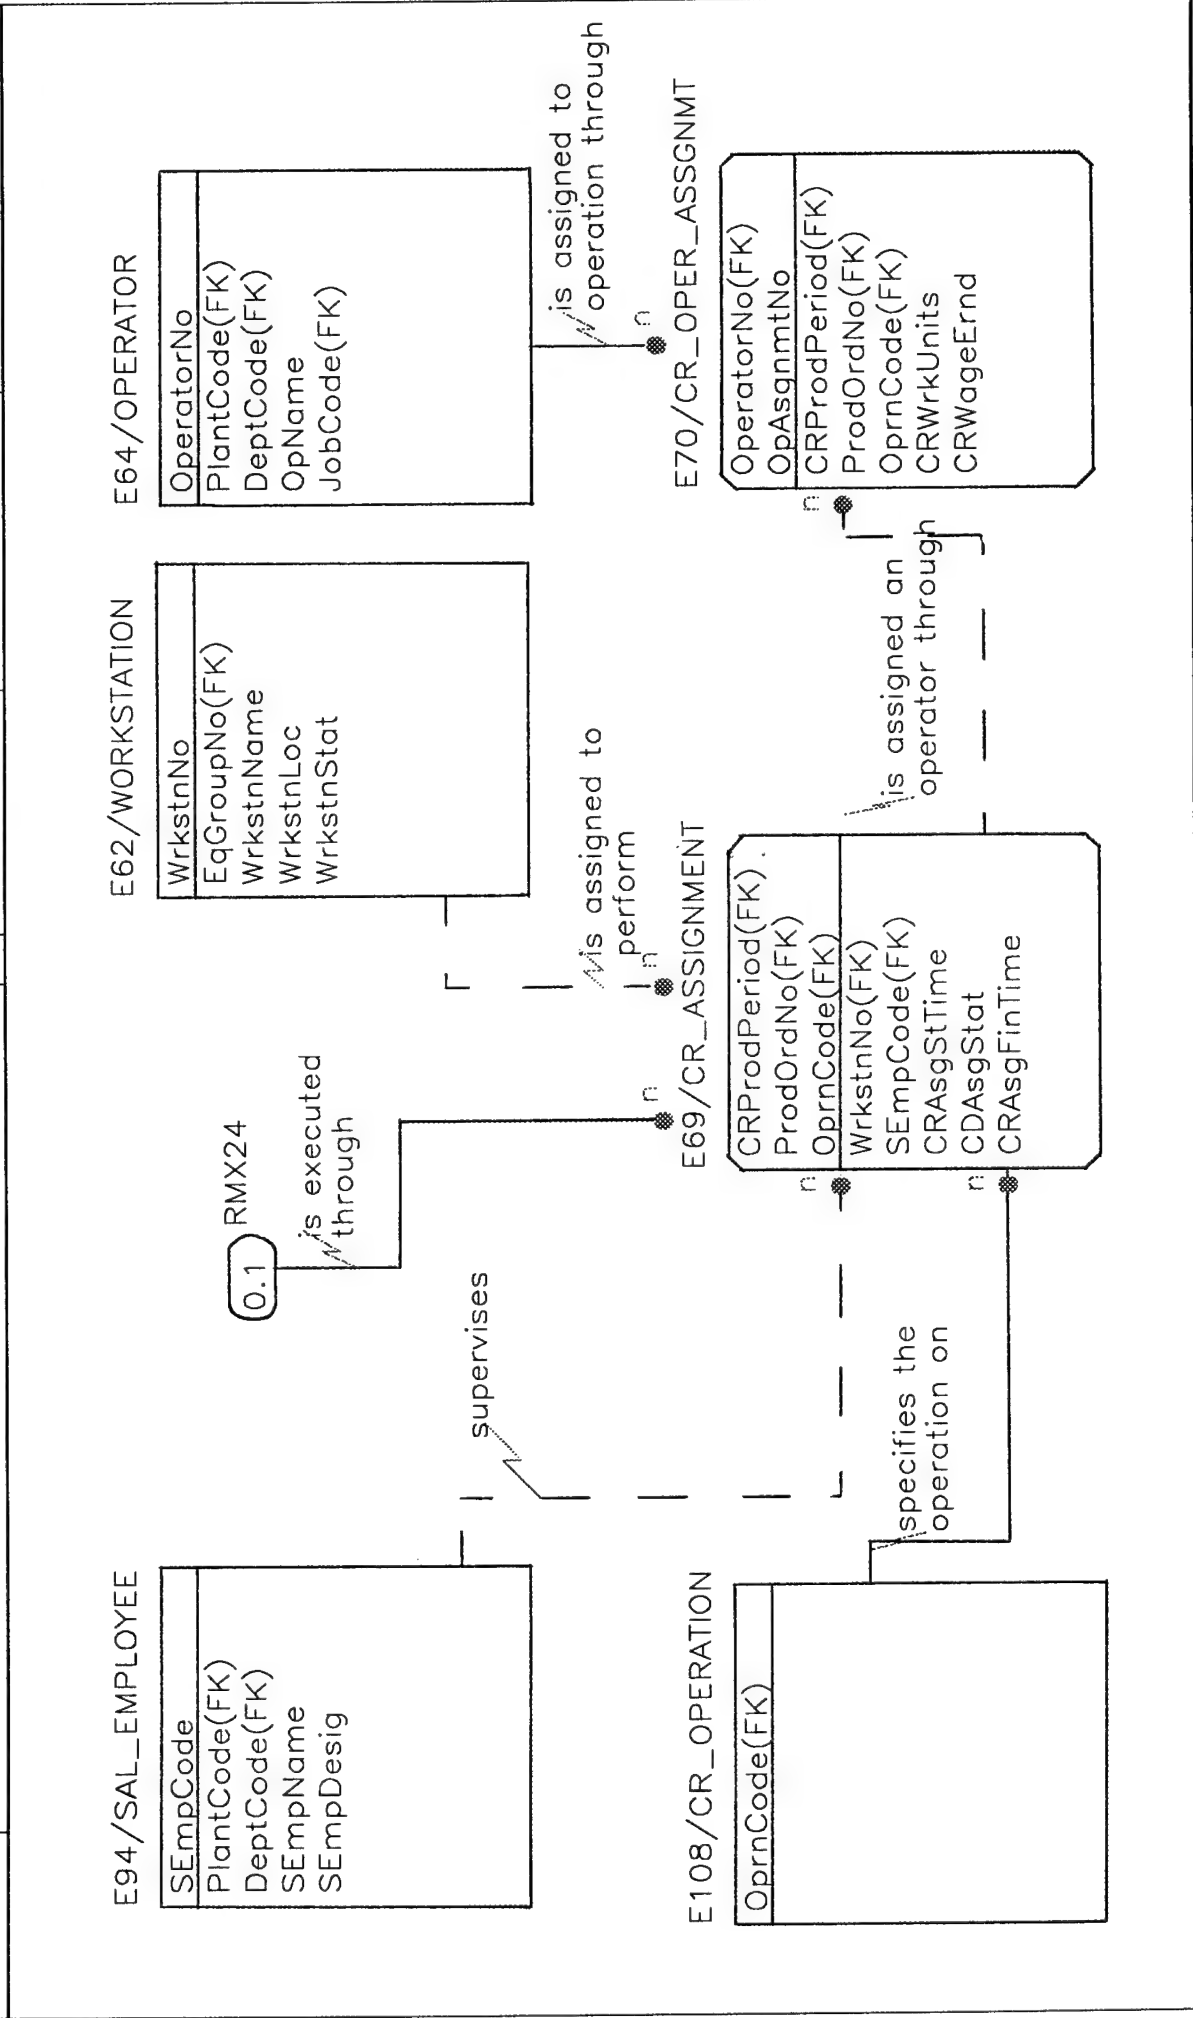 E94/SAL_EMPLOYEE
SEmpCode
PlantCode(FK)
DeptCode(FK)
SEmpName
SEmpDesig
supervises
0.1
RMX24
is executed
through
E62/WORKSTATION
WrkstnNo
EqGroupNo(FK)
WrkstnName
WrkstnLoc
WrkstnStat
is assigned to
perform
n
n
E64/OPERATOR
OperatorNo
PlantCode(FK)
DeptCode(FK)
OpName
JobCode(FK)
is assigned to
operation through
n
E108/CR_OPERATION
OprnCode(FK)
specifies the
operation on
n
n
E69/CR_ASSIGNMENT
CRProdPeriod(FK)
ProdOrdNo(FK)
OprnCode(FK)
WrkstnNo(FK)
SEmpCode(FK)
CRAsgStTime
CDAsgStat
CRAsgFinTime
is assigned an
operator through
n
E70/CR_OPER_ASSGNMT
OperatorNo(FK)
OpAsgnmtNo
CRProdPeriod(FK)
ProdOrdNo(FK)
OprnCode(FK)
CRWrkUnits
CRWageErnd